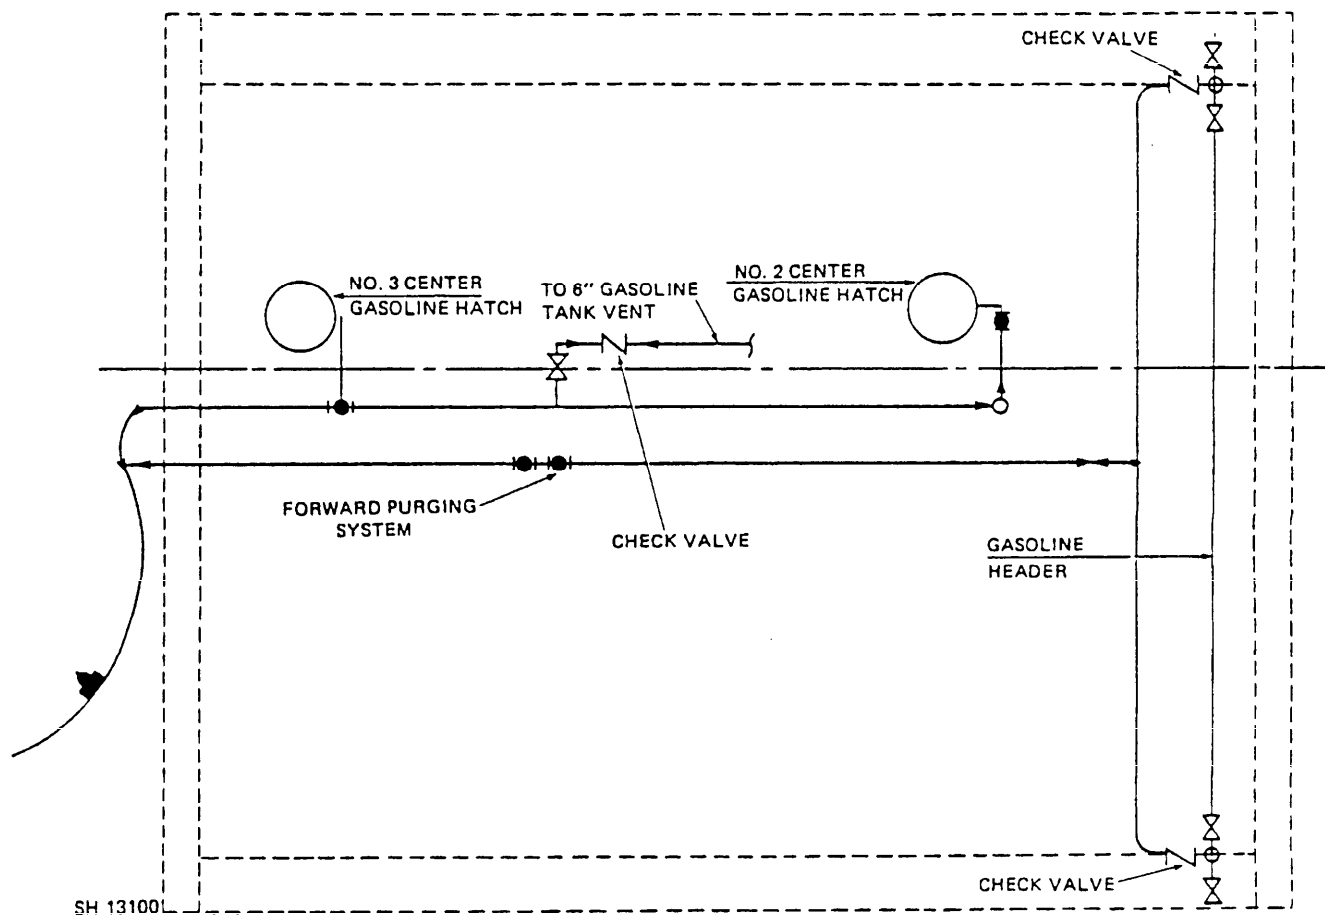 CHECK VALVE
NO. 3 CENTER
GASOLINE HATCH
TO 6" GASOLINE
TANK VENT
NO. 2 CENTER
GASOLINE HATCH
FORWARD PURGING
SYSTEM
CHECK VALVE
GASOLINE
HEADER
CHECK VALVE
SH 13100